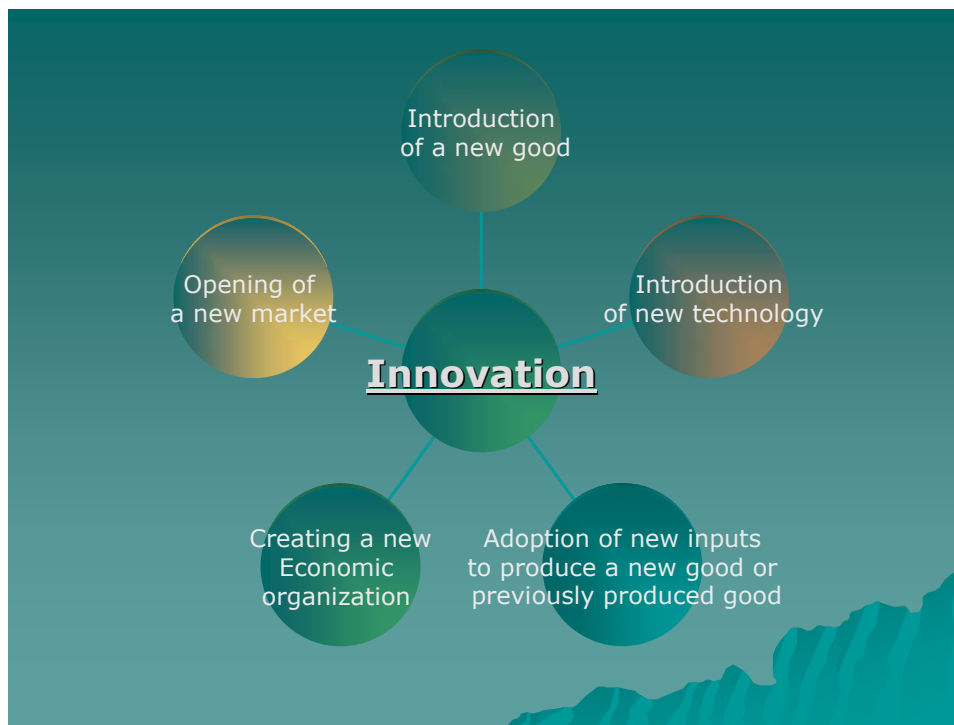 Introduction
of a new good
Opening of
a new market
Introduction
of new technology
Innovation
Creating a new
Economic
organization
Adoption of new inputs
to produce a new good or
previously produced good